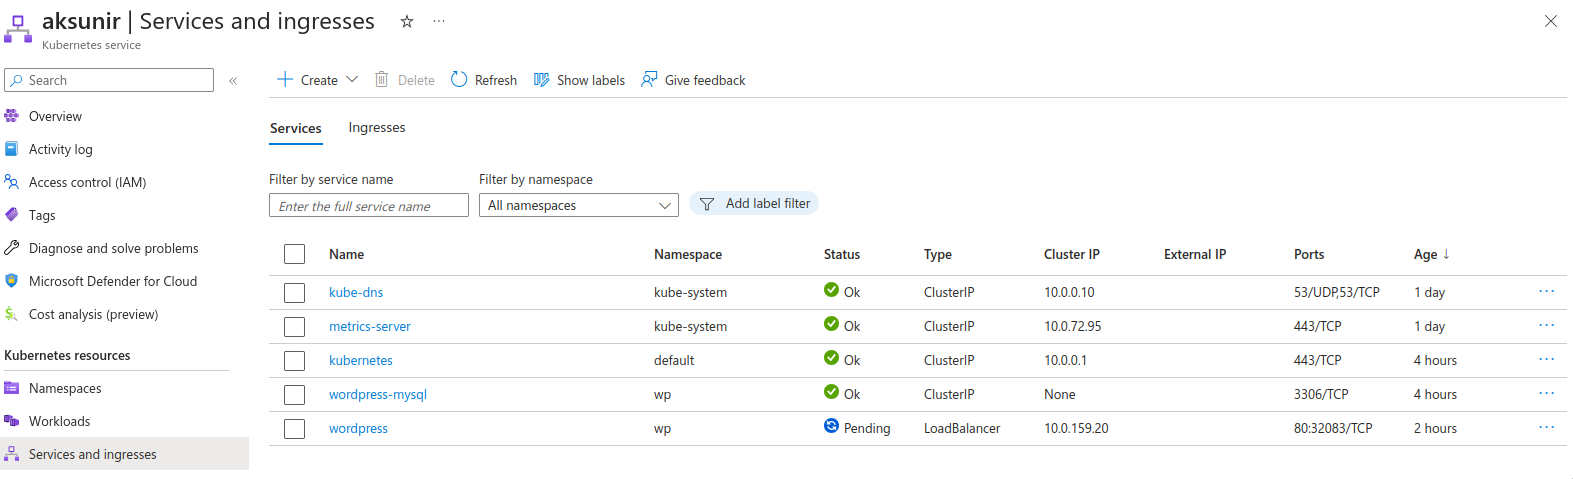 aksunir | Services and ingresses
Kubernetes service
Search
Overview
Activity log
Access control (IAM)
Tags
Diagnose and solve problems
Microsoft Defender for Cloud
Cost analysis (preview)
Kubernetes resources
Namespaces
Workloads
Services and ingresses
Create Delete Refresh Show labels Give feedback
Services Ingresses
Filter by service name Filter by namespace
Enter the full service name All namespaces Add label filter
Name Namespace Status Type Cluster IP External IP Ports Age ↓
kube-dns kube-system Ok ClusterIP 10.0.0.10 53/UDP,53/TCP 1 day
metrics-server kube-system Ok ClusterIP 10.0.72.95 443/TCP 1 day
kubernetes default Ok ClusterIP 10.0.0.1 443/TCP 4 hours
wordpress-mysql wp Ok ClusterIP None 3306/TCP 4 hours
wordpress wp Pending LoadBalancer 10.0.159.20 80:32083/TCP 2 hours